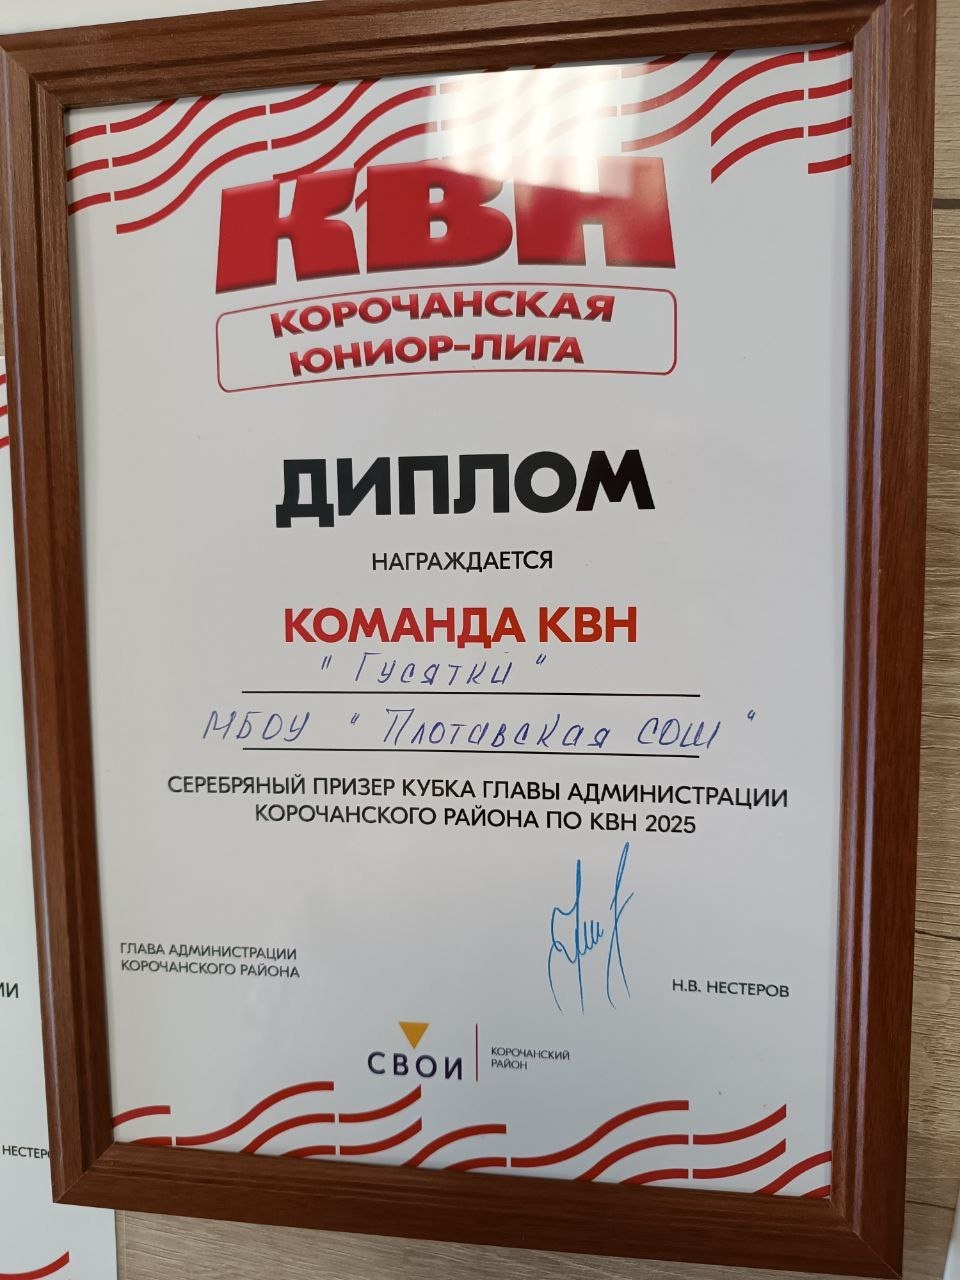 КВН
КОРОЧАНСКАЯ
ЮНИОР-ЛИГА
ДИПЛОМ
НАГРАЖДАЕТСЯ
КОМАНДА КВН
"Гусятки"
МБОУ "Плотавская СОШ"
СЕРЕБРЯНЫЙ ПРИЗЕР КУБКА ГЛАВЫ АДМИНИСТРАЦИИ
КОРОЧАНСКОГО РАЙОНА ПО КВН 2025
ГЛАВА АДМИНИСТРАЦИИ
КОРОЧАНСКОГО РАЙОНА
Н.В. НЕСТЕРОВ
СВОИ
КОРОЧАНСКИЙ
РАЙОН